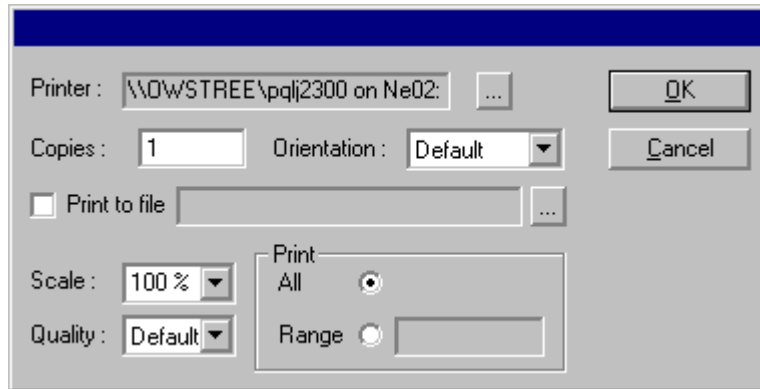 Printer : \\OWSTREE\pqlj2300 on Ne02: ... OK
Copies : 1 Orientation : Default Cancel
Print to file ...
Print
Scale : 100 % All
Quality : Default Range